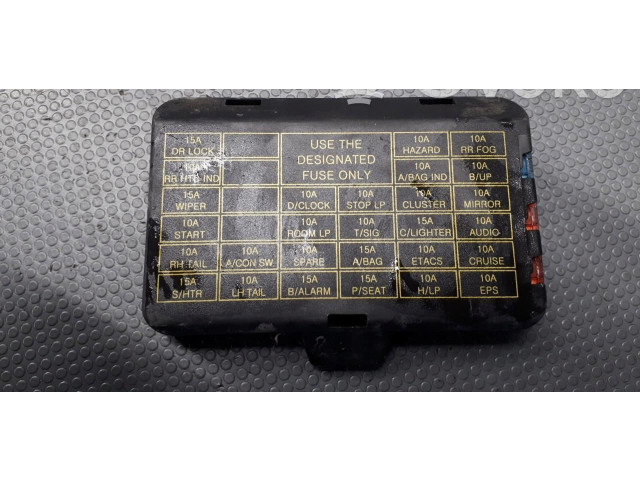 15A
DR LOCK
USE THE
DESIGNATED
FUSE ONLY
10A
HAZARD
10A
RR FOG
10A
RR HTD IND
10A
A/BAG IND
10A
B/UP
15A
WIPER
10A
D/CLOCK
10A
STOP LP
10A
CLUSTER
10A
MIRROR
10A
START
10A
ROOM LP
10A
T/SIG
15A
C/LIGHTER
10A
AUDIO
10A
RH TAIL
10A
A/CON SW
10A
SPARE
15A
A/BAG
10A
ETACS
10A
CRUISE
15A
S/HTR
10A
LH TAIL
15A
B/ALARM
15A
P/SEAT
10A
H/LP
10A
EPS